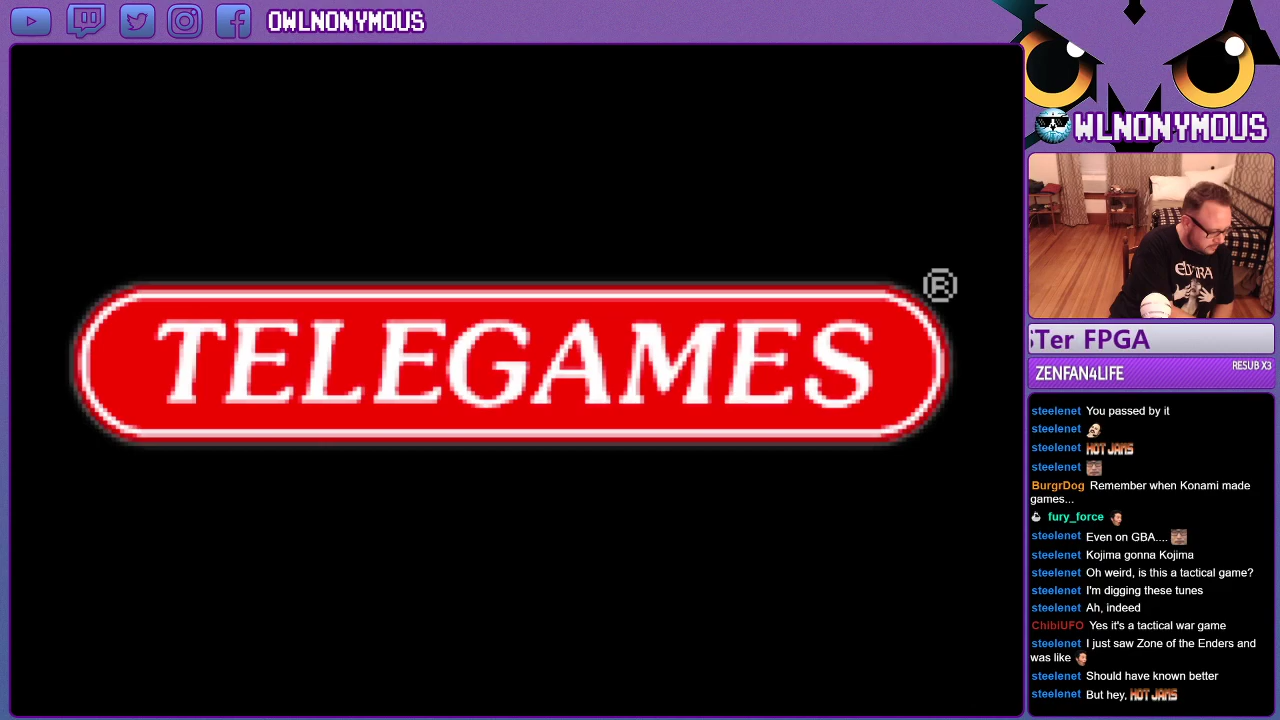 OWLNONYMOUS
WLNONYMOUS
TELEGAMES ®
Ter FPGA
ZENFAN4LIFE
RESUB X3
steelenet You passed by it
steelenet
steelenet HOT JAMS
steelenet
BurgrDog Remember when Konami made
games...
fury_force
steelenet Even on GBA....
steelenet Kojima gonna Kojima
steelenet Oh weird, is this a tactical game?
steelenet I'm digging these tunes
steelenet Ah, indeed
ChibiUFO Yes it's a tactical war game
steelenet I just saw Zone of the Enders and
was like
steelenet Should have known better
steelenet But hey. HOT JAMS